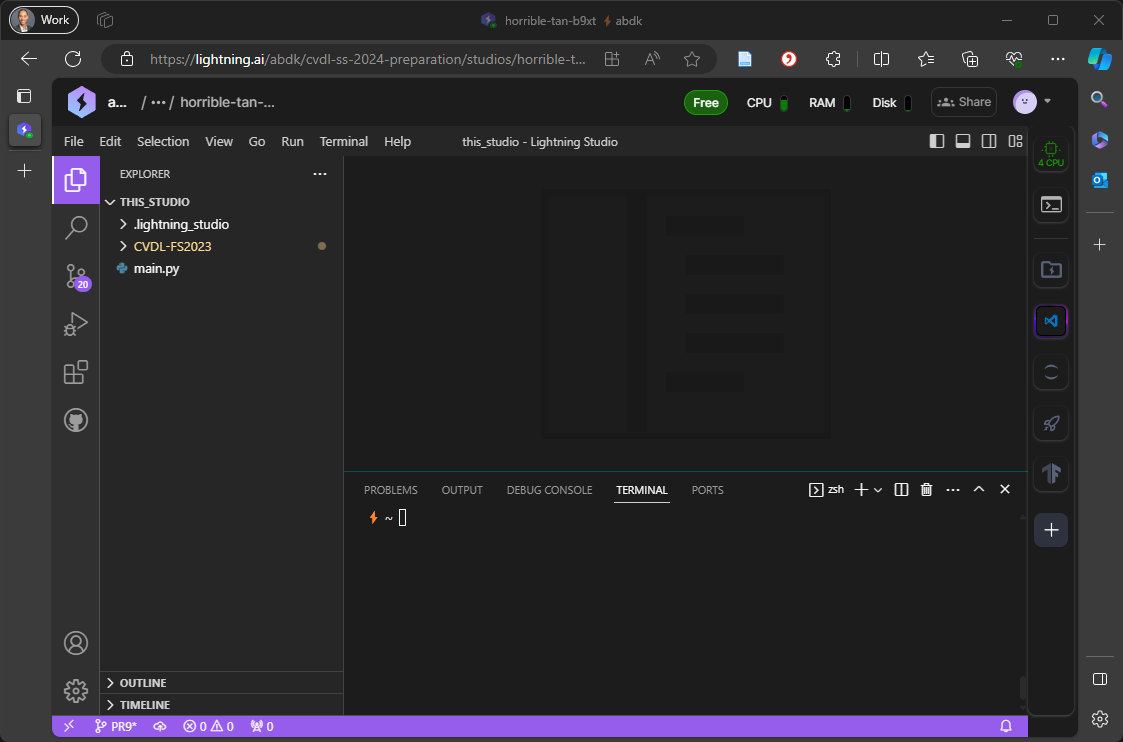 Work
horrible-tan-b9xt ⚡ abdk
https://lightning.ai/abdk/cvdl-ss-2024-preparation/studios/horrible-t...
a... / ··· / horrible-tan-...
Free CPU RAM Disk Share
File Edit Selection View Go Run Terminal Help this_studio - Lightning Studio
EXPLORER
THIS_STUDIO
.lightning_studio
CVDL-FS2023
main.py
20
4 CPU
PROBLEMS OUTPUT DEBUG CONSOLE TERMINAL PORTS zsh
⚡ ~
OUTLINE
TIMELINE
PR9* 0 0 0